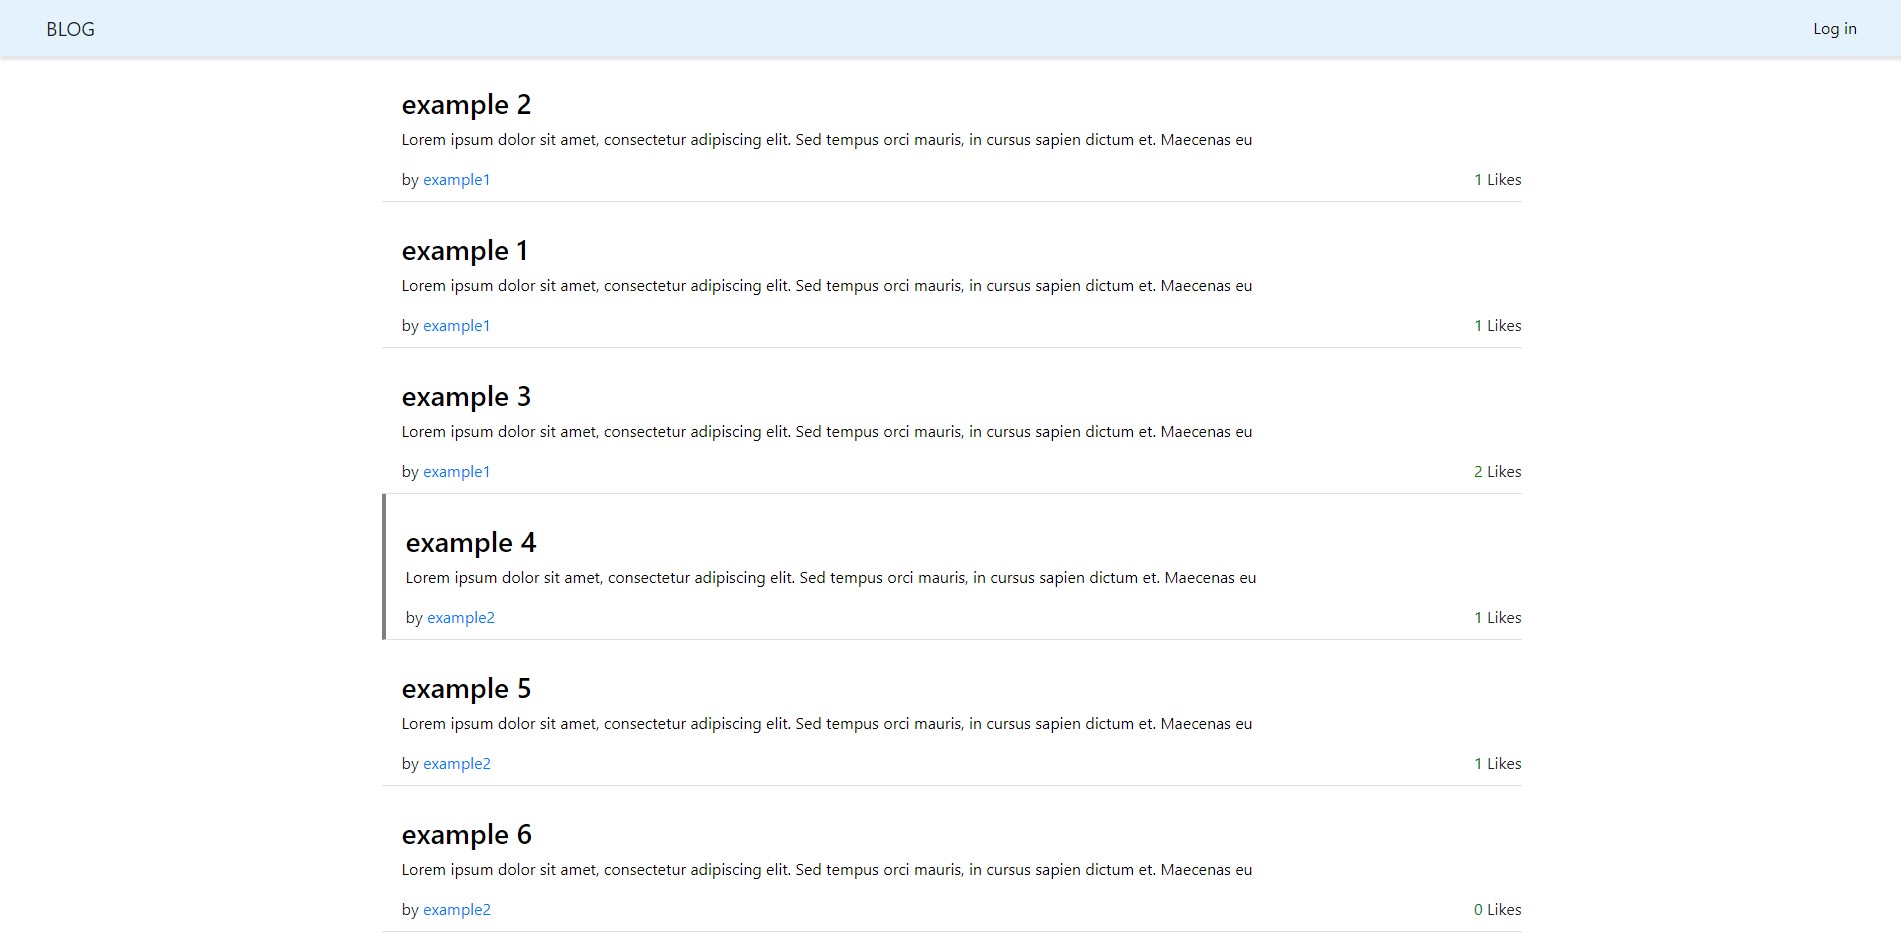 BLOG
Log in
example 2
Lorem ipsum dolor sit amet, consectetur adipiscing elit. Sed tempus orci mauris, in cursus sapien dictum et. Maecenas eu
by example1
1 Likes
example 1
Lorem ipsum dolor sit amet, consectetur adipiscing elit. Sed tempus orci mauris, in cursus sapien dictum et. Maecenas eu
by example1
1 Likes
example 3
Lorem ipsum dolor sit amet, consectetur adipiscing elit. Sed tempus orci mauris, in cursus sapien dictum et. Maecenas eu
by example1
2 Likes
example 4
Lorem ipsum dolor sit amet, consectetur adipiscing elit. Sed tempus orci mauris, in cursus sapien dictum et. Maecenas eu
by example2
1 Likes
example 5
Lorem ipsum dolor sit amet, consectetur adipiscing elit. Sed tempus orci mauris, in cursus sapien dictum et. Maecenas eu
by example2
1 Likes
example 6
Lorem ipsum dolor sit amet, consectetur adipiscing elit. Sed tempus orci mauris, in cursus sapien dictum et. Maecenas eu
by example2
0 Likes